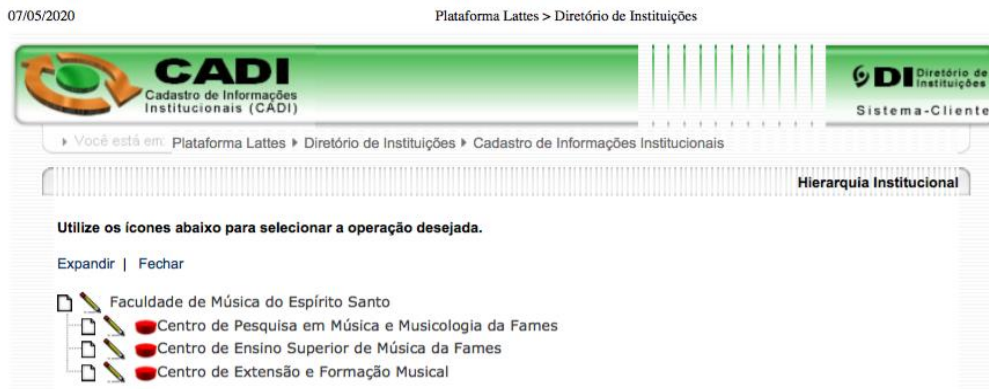 07/05/2020 Plataforma Lattes > Diretório de Instituições
CADI
Cadastro de Informações
Institucionais (CADI)
DI Diretório de
Instituições
Sistema-Cliente
Você está em: Plataforma Lattes Diretório de Instituições Cadastro de Informações Institucionais
Hierarquia Institucional
Utilize os ícones abaixo para selecionar a operação desejada.
Expandir | Fechar
Faculdade de Música do Espírito Santo
Centro de Pesquisa em Música e Musicologia da Fames
Centro de Ensino Superior de Música da Fames
Centro de Extensão e Formação Musical